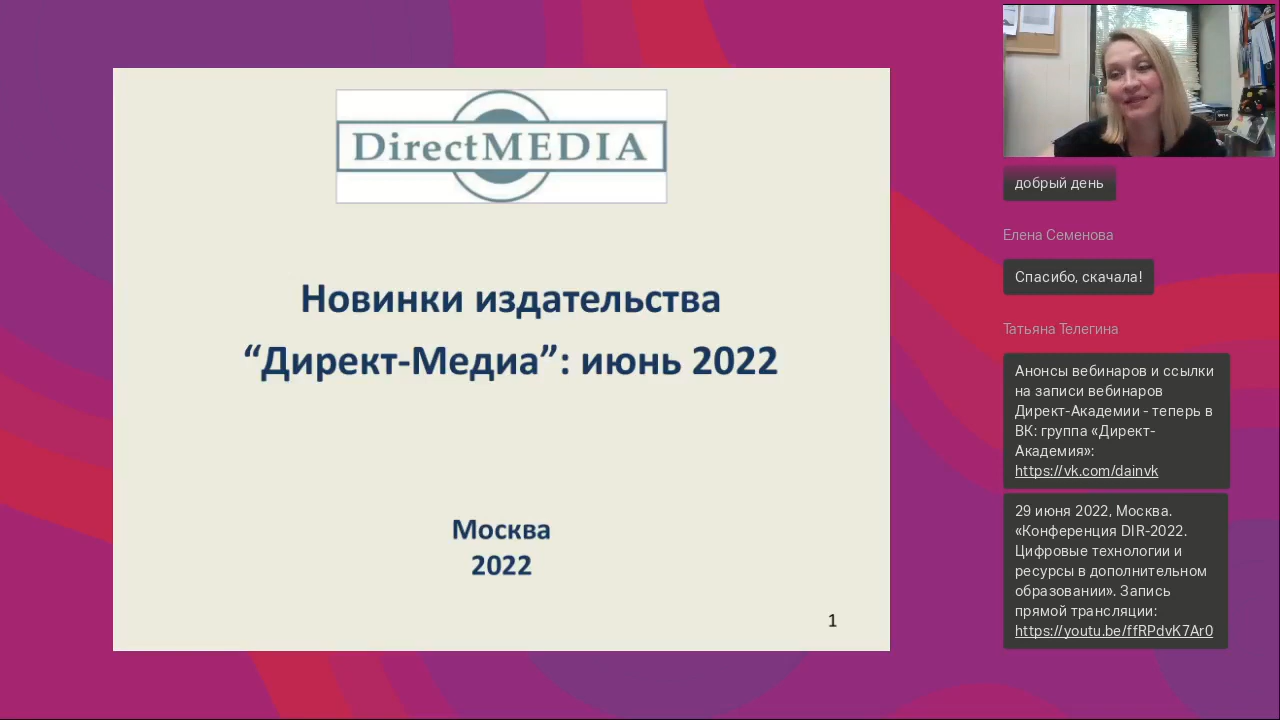 DirectMEDIA
Новинки издательства
“Директ-Медиа”: июнь 2022
Москва
2022
1
добрый день
Елена Семенова
Спасибо, скачала!
Татьяна Телегина
Анонсы вебинаров и ссылки
на записи вебинаров
Директ-Академии - теперь в
ВК: группа «Директ-
Академия»:
https://vk.com/dainvk
29 июня 2022, Москва.
«Конференция DIR-2022.
Цифровые технологии и
ресурсы в дополнительном
образовании». Запись
прямой трансляции:
https://youtu.be/ffRPdvK7Ar0